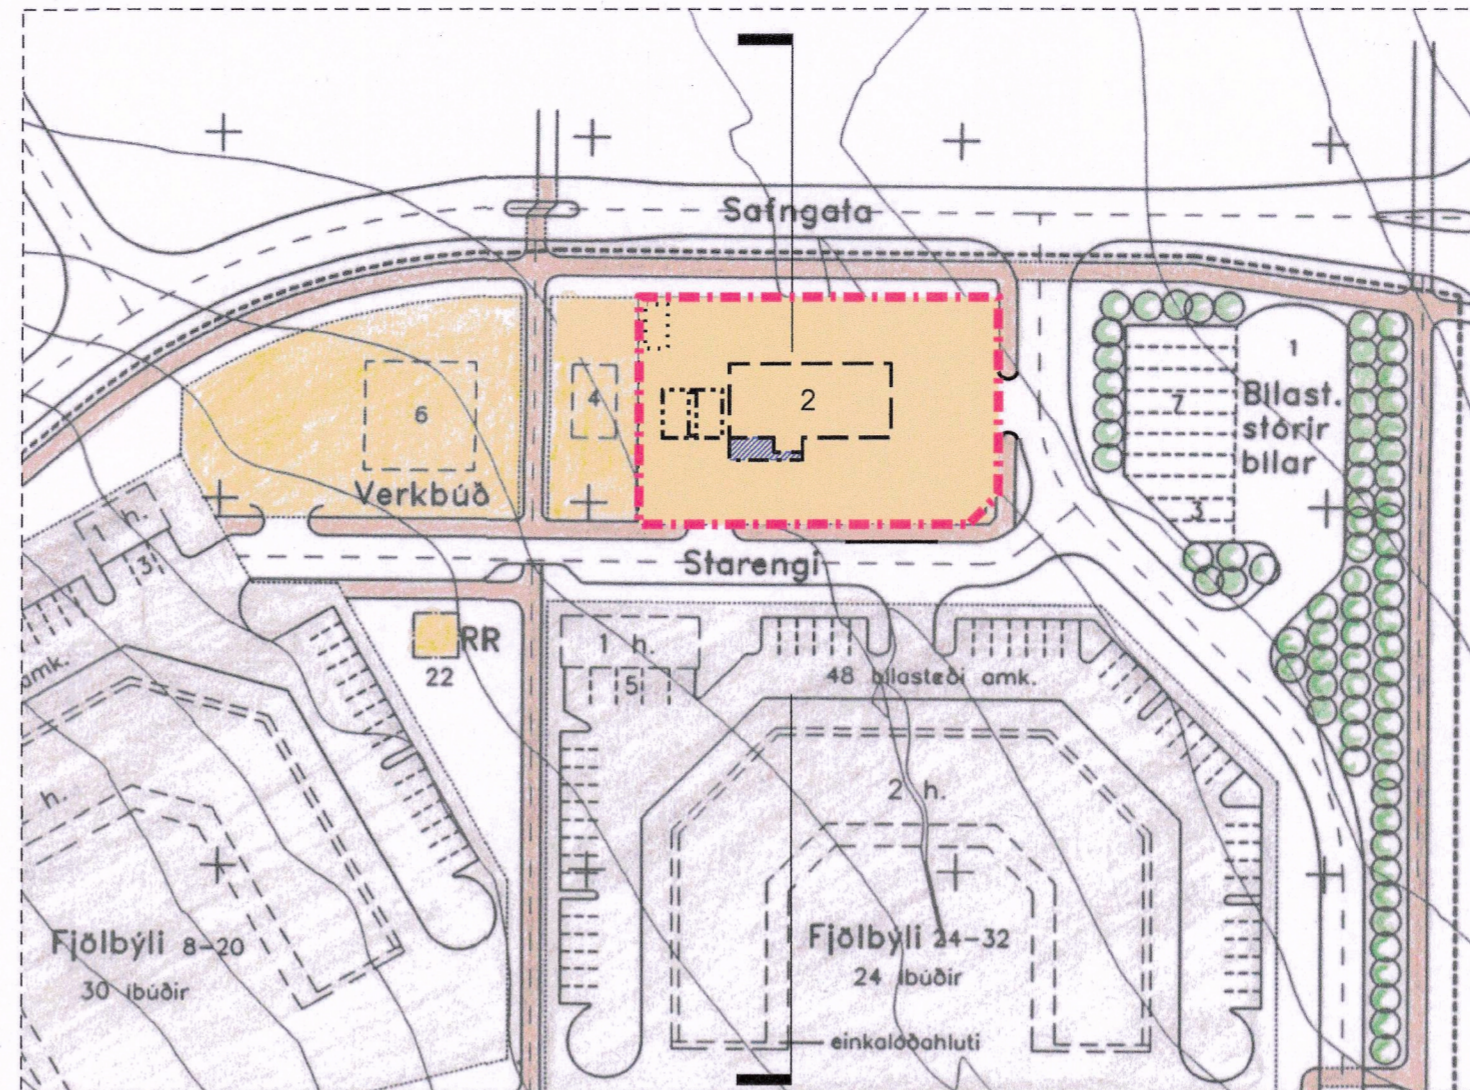 Safngata
1
7
Bílast.
stórir
bílar
3
6
4
2
Verkbúð
1 h.
3
Starengi
amk.
RR
22
1 h.
5
48 bílastæði amk.
h.
2 h.
Fjölbýli 8-20
30 íbúðir
Fjölbýli 24-32
24 íbúðir
einkalóðahluti